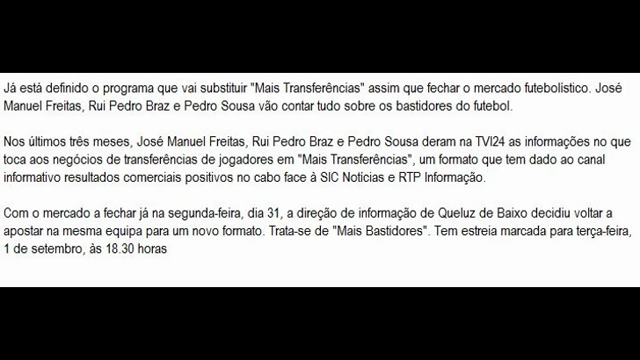 Já está definido o programa que vai substituir "Mais Transferências" assim que fechar o mercado futebolístico. José
Manuel Freitas, Rui Pedro Braz e Pedro Sousa vão contar tudo sobre os bastidores do futebol.
Nos últimos três meses, José Manuel Freitas, Rui Pedro Braz e Pedro Sousa deram na TVI24 as informações no que
toca aos negócios de transferências de jogadores em "Mais Transferências", um formato que tem dado ao canal
informativo resultados comerciais positivos no cabo face à SIC Noticias e RTP Informação.
Com o mercado a fechar já na segunda-feira, dia 31, a direção de informação de Queluz de Baixo decidiu voltar a
apostar na mesma equipa para um novo formato. Trata-se de "Mais Bastidores". Tem estreia marcada para terça-feira,
1 de setembro, às 18.30 horas